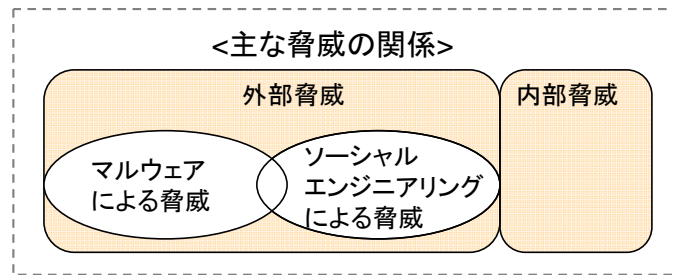 <主な脅威の関係>
外部脅威
内部脅威
マルウェア
による脅威
ソーシャル
エンジニアリング
による脅威